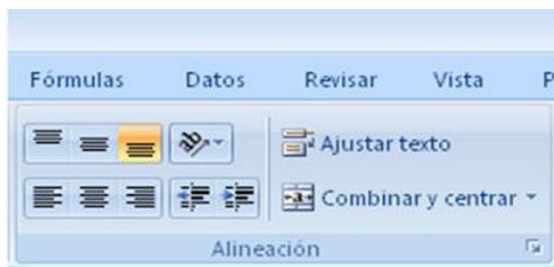 Fórmulas Datos Revisar Vista P
Ajustar texto
Combinar y centrar
Alineación